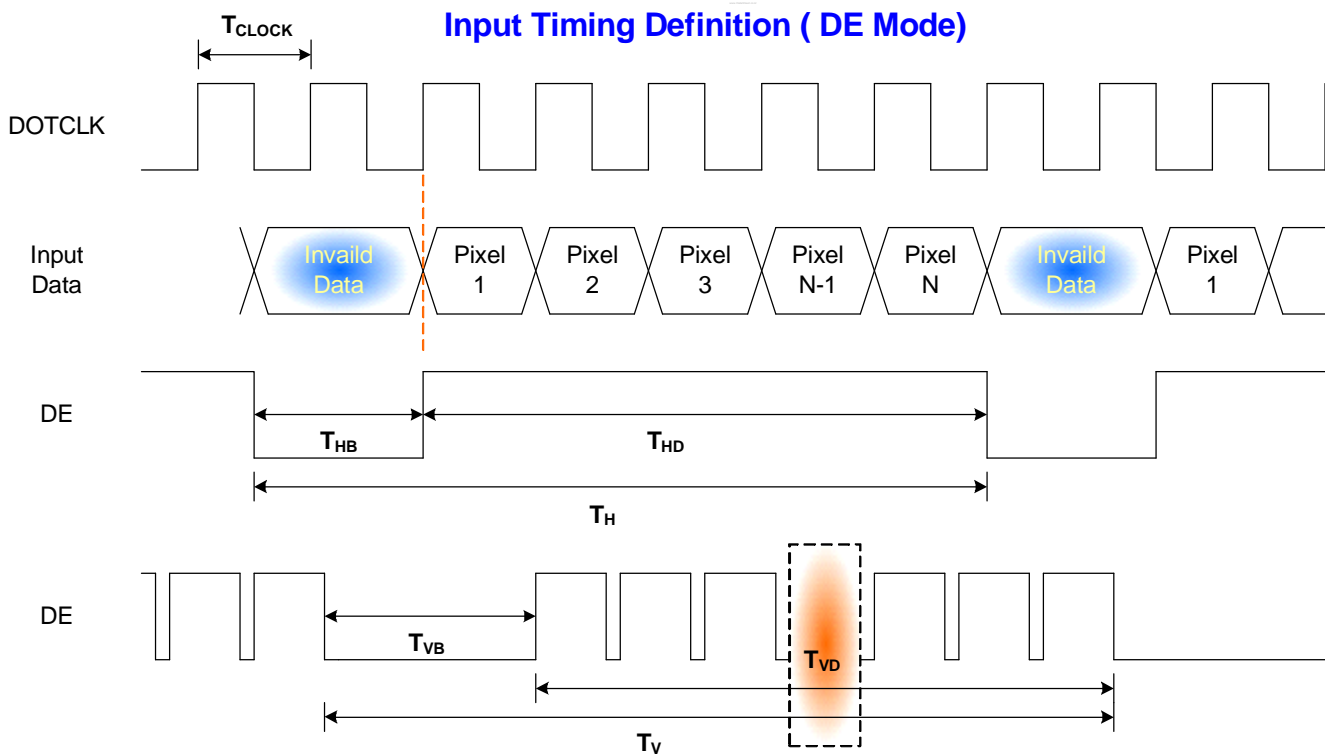 Input Timing Definition ( DE Mode)
TCLOCK
DOTCLK
Input
Data
Invaild
Data
Pixel
1
Pixel
2
Pixel
3
Pixel
N-1
Pixel
N
Invaild
Data
Pixel
1
DE
THB
THD
TH
DE
TVB
TVD
TV